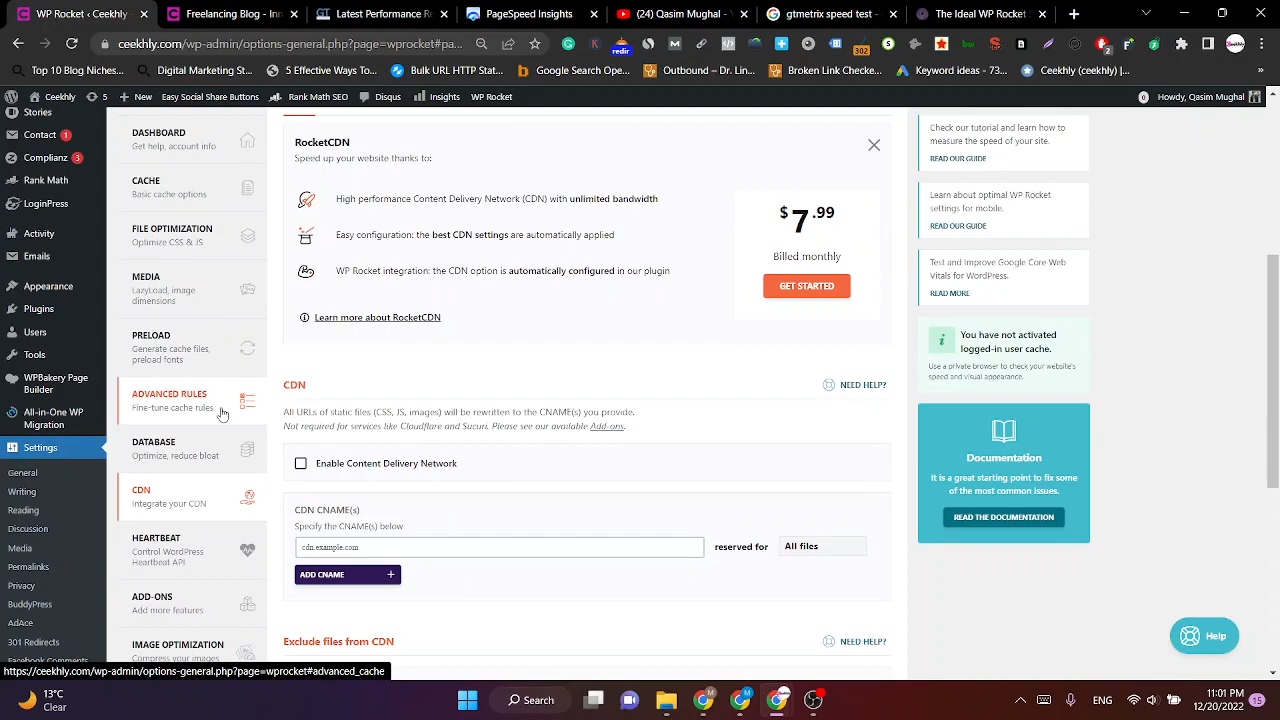 WP Rocket -
Freelancing Blog - Inn
Latest Performance Re
PageSpeed Insights
(24) Qasim Mughal - Y
gtmetrix speed test -
The Ideal WP Rocket
ceekhly.com/wp-admin/options-general.php?page=wprocket#pa...
redir
302
2
Top 10 Blog Niches...
Digital Marketing S...
5 Effective Ways To...
Bulk URL HTTP Stat...
Google Search Ope...
Outbound – Dr. Lin...
Broken Link Checke...
Keyword - 73...
Ceekhly (Ceekhly) |...
»
Ceekhly
5
New
Easy Social Share Buttons
Rank Math SEO
Disqus
Insights
WP Rocket
0
Howdy, Qasim Mughal
Stories
Contact 1
Complianz 3
Rank Math
Loginpress
Activity
Emails
Appearance
Plugins
Users
Tools
WPBakery Page
Builder
All-in-One WP
Migration
Settings
General
Writing
Reading
Discussion
Media
Permalinks
Privacy
BuddyPress
AdAce
301 Redirects
Facebook Comments
DASHBOARD
Get help, account info
CACHE
Basic cache options
FILE OPTIMIZATION
Optimize CSS & JS
MEDIA
LazyLoad, image
dimensions
PRELOAD
Generate cache files,
preload fonts
ADVANCED RULES
Fine-tune cache rules
DATABASE
Optimize, reduce bloat
CDN
Integrate your CDN
HEARTBEAT
Control WordPress
Heartbeat API
ADD-ONS
Add more features
IMAGE OPTIMIZATION
Compress your images
RocketCDN
Speed up your website thanks to:
High performance Content Delivery Network (CDN) with unlimited bandwidth
Easy configuration: the best CDN settings are automatically applied
WP Rocket integration: the CDN option is automatically configured in our plugin
Learn more about RocketCDN
$7.99
Billed monthly
GET STARTED
CDN
NEED HELP?
All URLs of static files (CSS, JS, images) will be rewritten to the CNAME(s) you provide.
Not required for services like Cloudflare and Sucuri. Please see our available Add-ons.
Enable Content Delivery Network
CDN CNAME(s)
Specify the CNAME(s) below
cdn.example.com
reserved for
All files
ADD CNAME +
Exclude files from CDN
NEED HELP?
Check our tutorial and learn how to
measure the speed of your site.
READ OUR GUIDE
Learn about optimal WP Rocket
settings for mobile.
READ OUR GUIDE
Test and Improve Google Core Web
Vitals for WordPress.
READ MORE
You have not activated
logged-in user cache.
Use a private browser to check your website's
speed and visual appearance.
Documentation
It is a great starting point to fix some
of the most common issues.
READ THE DOCUMENTATION
Help
https://ceekhly.com/wp-admin/options-general.php?page=wprocket#advanced_cache
13°C
Clear
Search
ENG
11:01 PM
12/20/2022
15